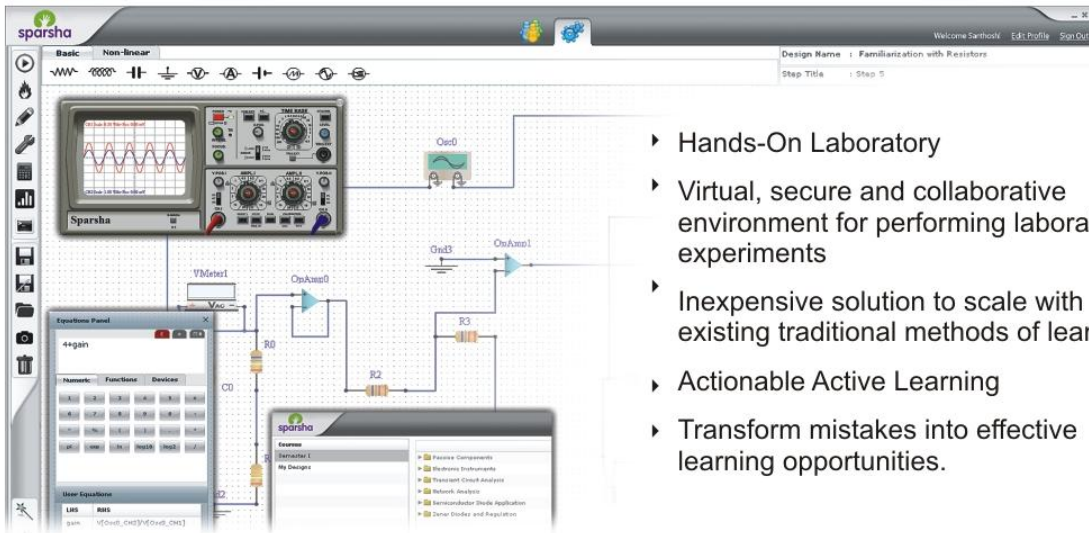 sparsha
Welcome Santhosh! Edit Profile Sign Out
Basic Non-linear
Design Name : Familiarization with Resistors
Step Title : Step 5
TIME BASE
Sparsha
Osc0
Gnd3
OpAmp1
VMeter1
VAC
OpAmp0
R0
R3
R2
C0
Equations Panel
4+gain
Numeric Functions Devices
User Equations
LHS RHS
gain V[Osc0_CH2]/V[Osc0_CH1]
sparsha
Courses
Semester 1
My Designs
Passive Components
Electronic Instruments
Transient Circuit Analysis
Network Analysis
Semiconductor Diode Application
Zener Diodes and Regulation
Hands-On Laboratory
Virtual, secure and collaborative
environment for performing labora
experiments
Inexpensive solution to scale with
existing traditional methods of lear
Actionable Active Learning
Transform mistakes into effective
learning opportunities.